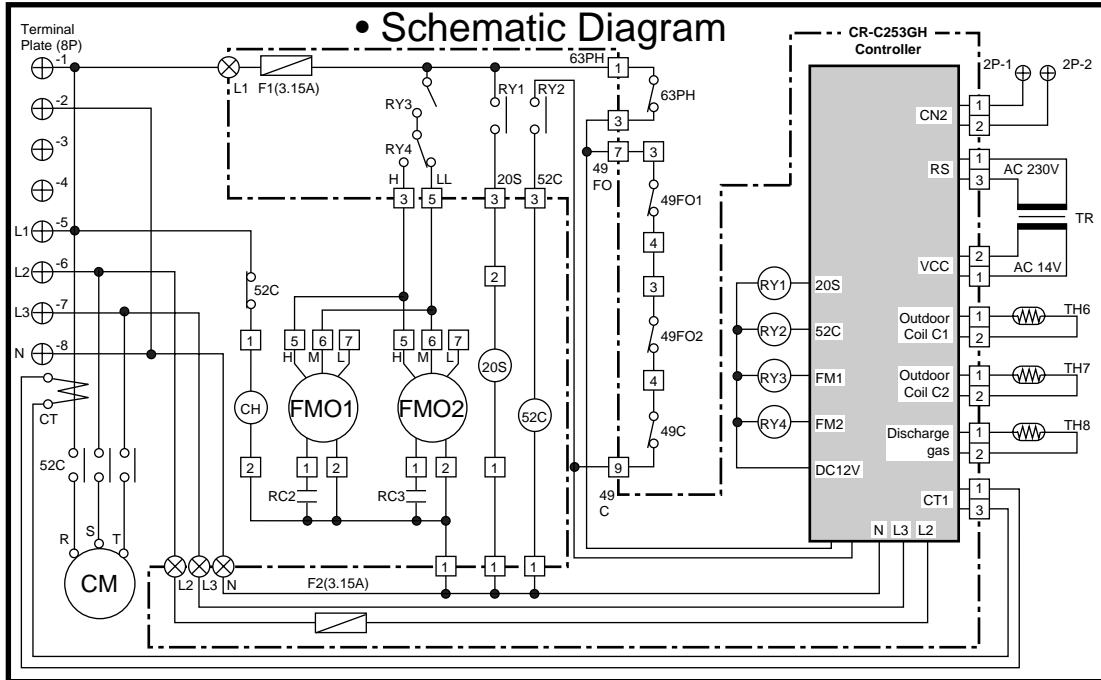 • Schematic Diagram
Terminal
Plate (8P)
-1
-2
-3
-4
L1 -5
L2 -6
L3 -7
N -8
CT
52C
R S T
CM
L1 F1(3.15A)
RY3
RY4
H LL
3 5
RY1 RY2
20S 52C
3 3
63PH
1
63PH
3
7 3
49
FO
49FO1
4
3
49FO2
4
49C
9
49
C
52C
1
CH
2
5 6 7
H M L
FMO1
1 2
RC2
5 6 7
H M L
FMO2
1 2
RC3
2
20S
1
52C
1 1 1
L2 L3 N
F2(3.15A)
CR-C253GH
Controller
RY1 20S
RY2 52C
RY3 FM1
RY4 FM2
DC12V
N L3 L2
2P-1 2P-2
CN2 1
2
RS 1
3
AC 230V
TR
VCC 2
1
AC 14V
Outdoor
Coil C1
1
2
TH6
Outdoor
Coil C2
1
2
TH7
Discharge
gas
1
2
TH8
CT1 1
3